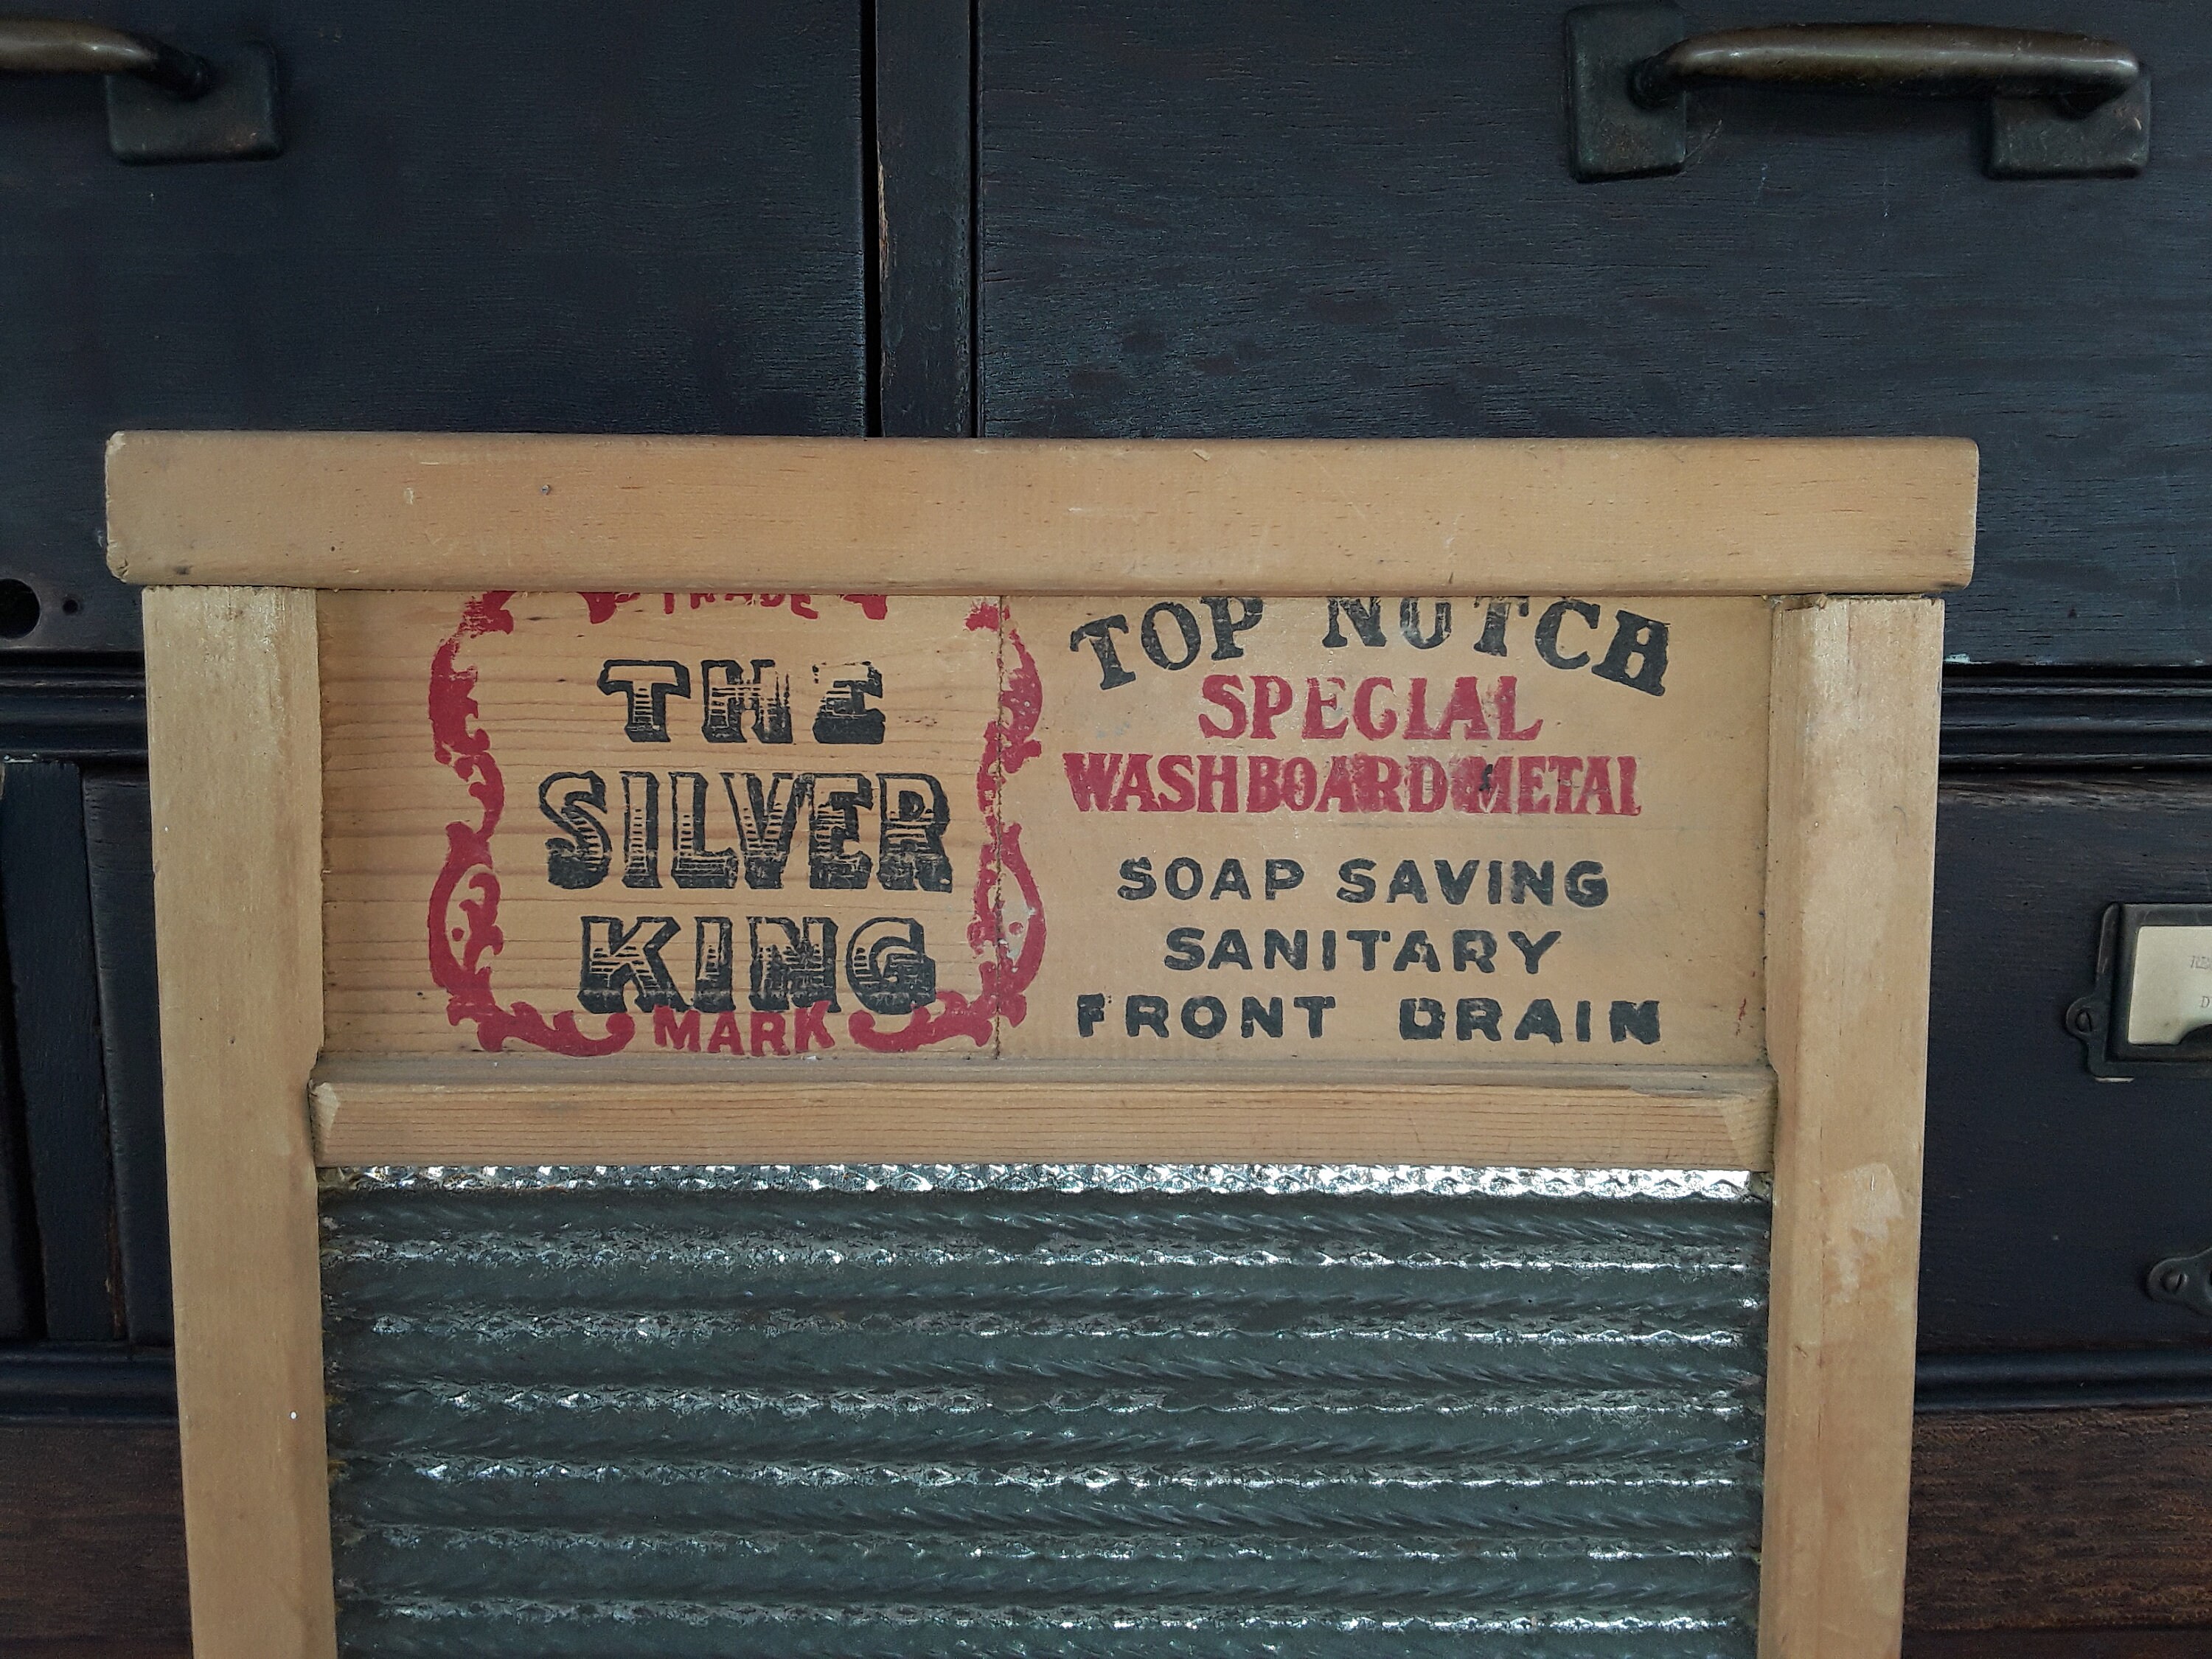 TRADE
THE
SILVER
KING
MARK
TOP NOTCH
SPECIAL
WASHBOARD METAL
SOAP SAVING
SANITARY
FRONT DRAIN